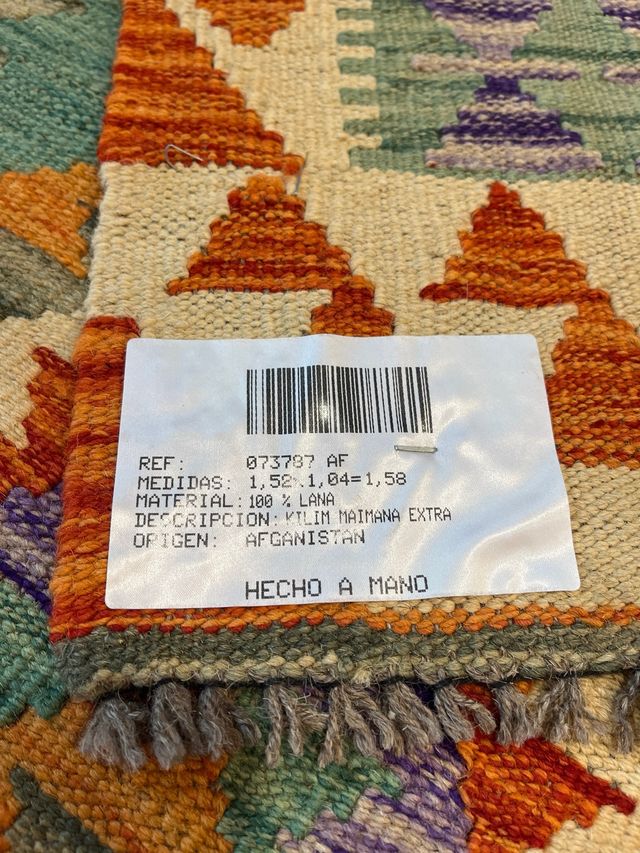 REF: 073787 AF
MEDIDAS: 1,52x1,04=1,58
MATERIAL: 100 % LANA
DESCRIPCION: KILIM MAIMANA EXTRA
ORIGEN: AFGANISTAN
HECHO A MANO